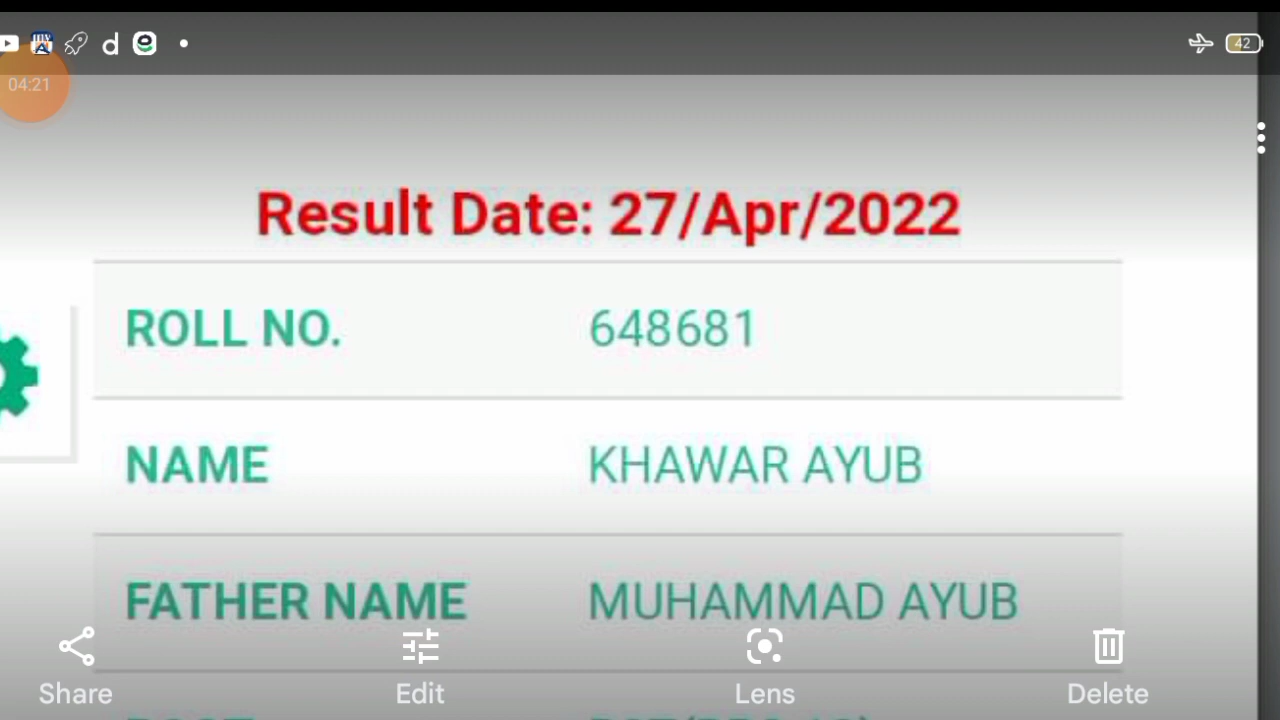 42
04:21
Result Date: 27/Apr/2022
ROLL NO. 648681
NAME KHAWAR AYUB
FATHER NAME MUHAMMAD AYUB
Share Edit Lens Delete